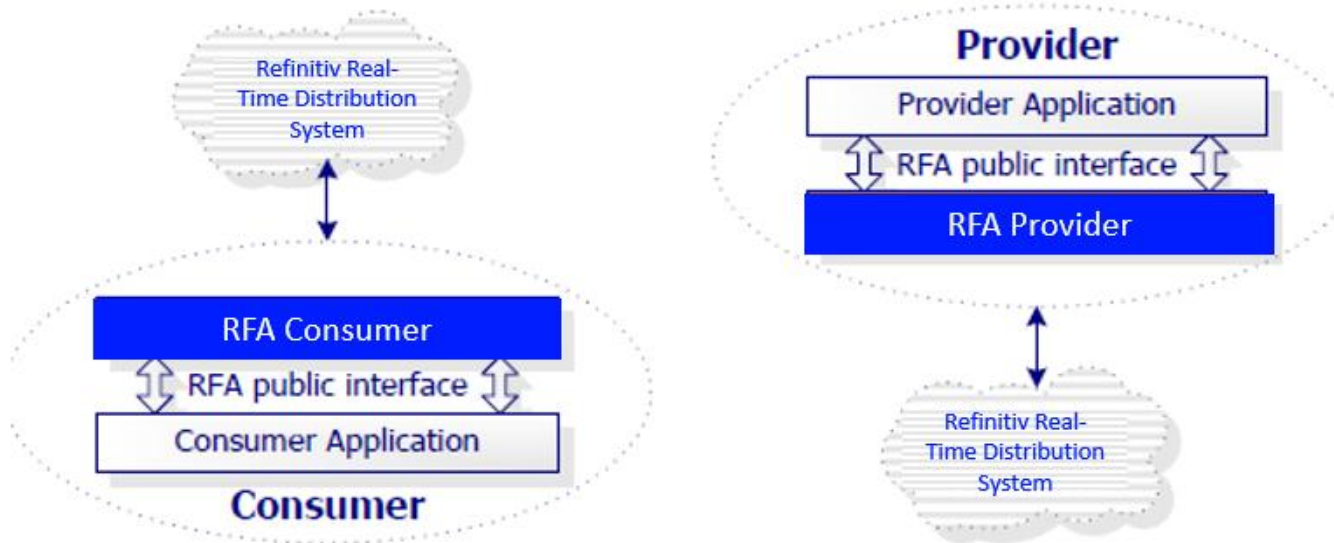 Refinitiv Real-
Time Distribution
System
RFA Consumer
RFA public interface
Consumer Application
Consumer
Provider
Provider Application
RFA public interface
RFA Provider
Refinitiv Real-
Time Distribution
System